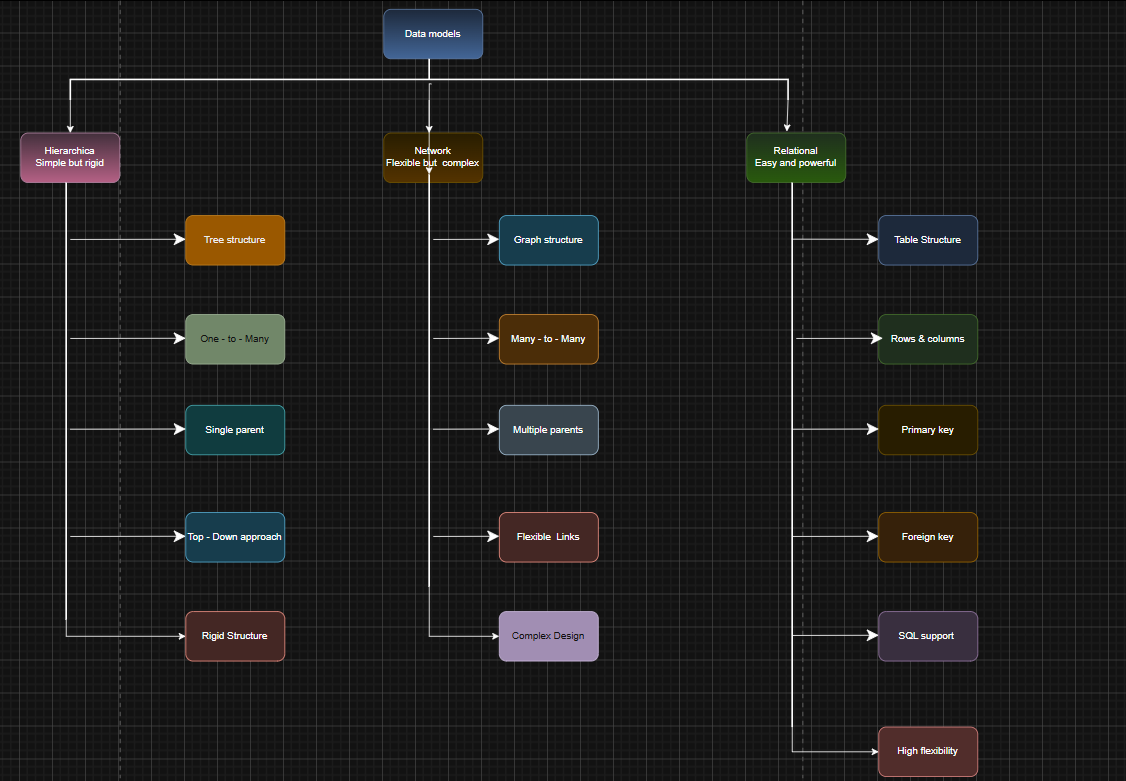 Data models
Hierarchica
Simple but rigid
Network
Flexible but  complex
Relational
Easy and powerful
Tree structure
Graph structure
Table Structure
One - to - Many
Many - to - Many
Rows & columns
Single parent
Multiple parents
Primary key
Top - Down approach
Flexible  Links
Foreign key
Rigid Structure
Complex Design
SQL support
High flexibility